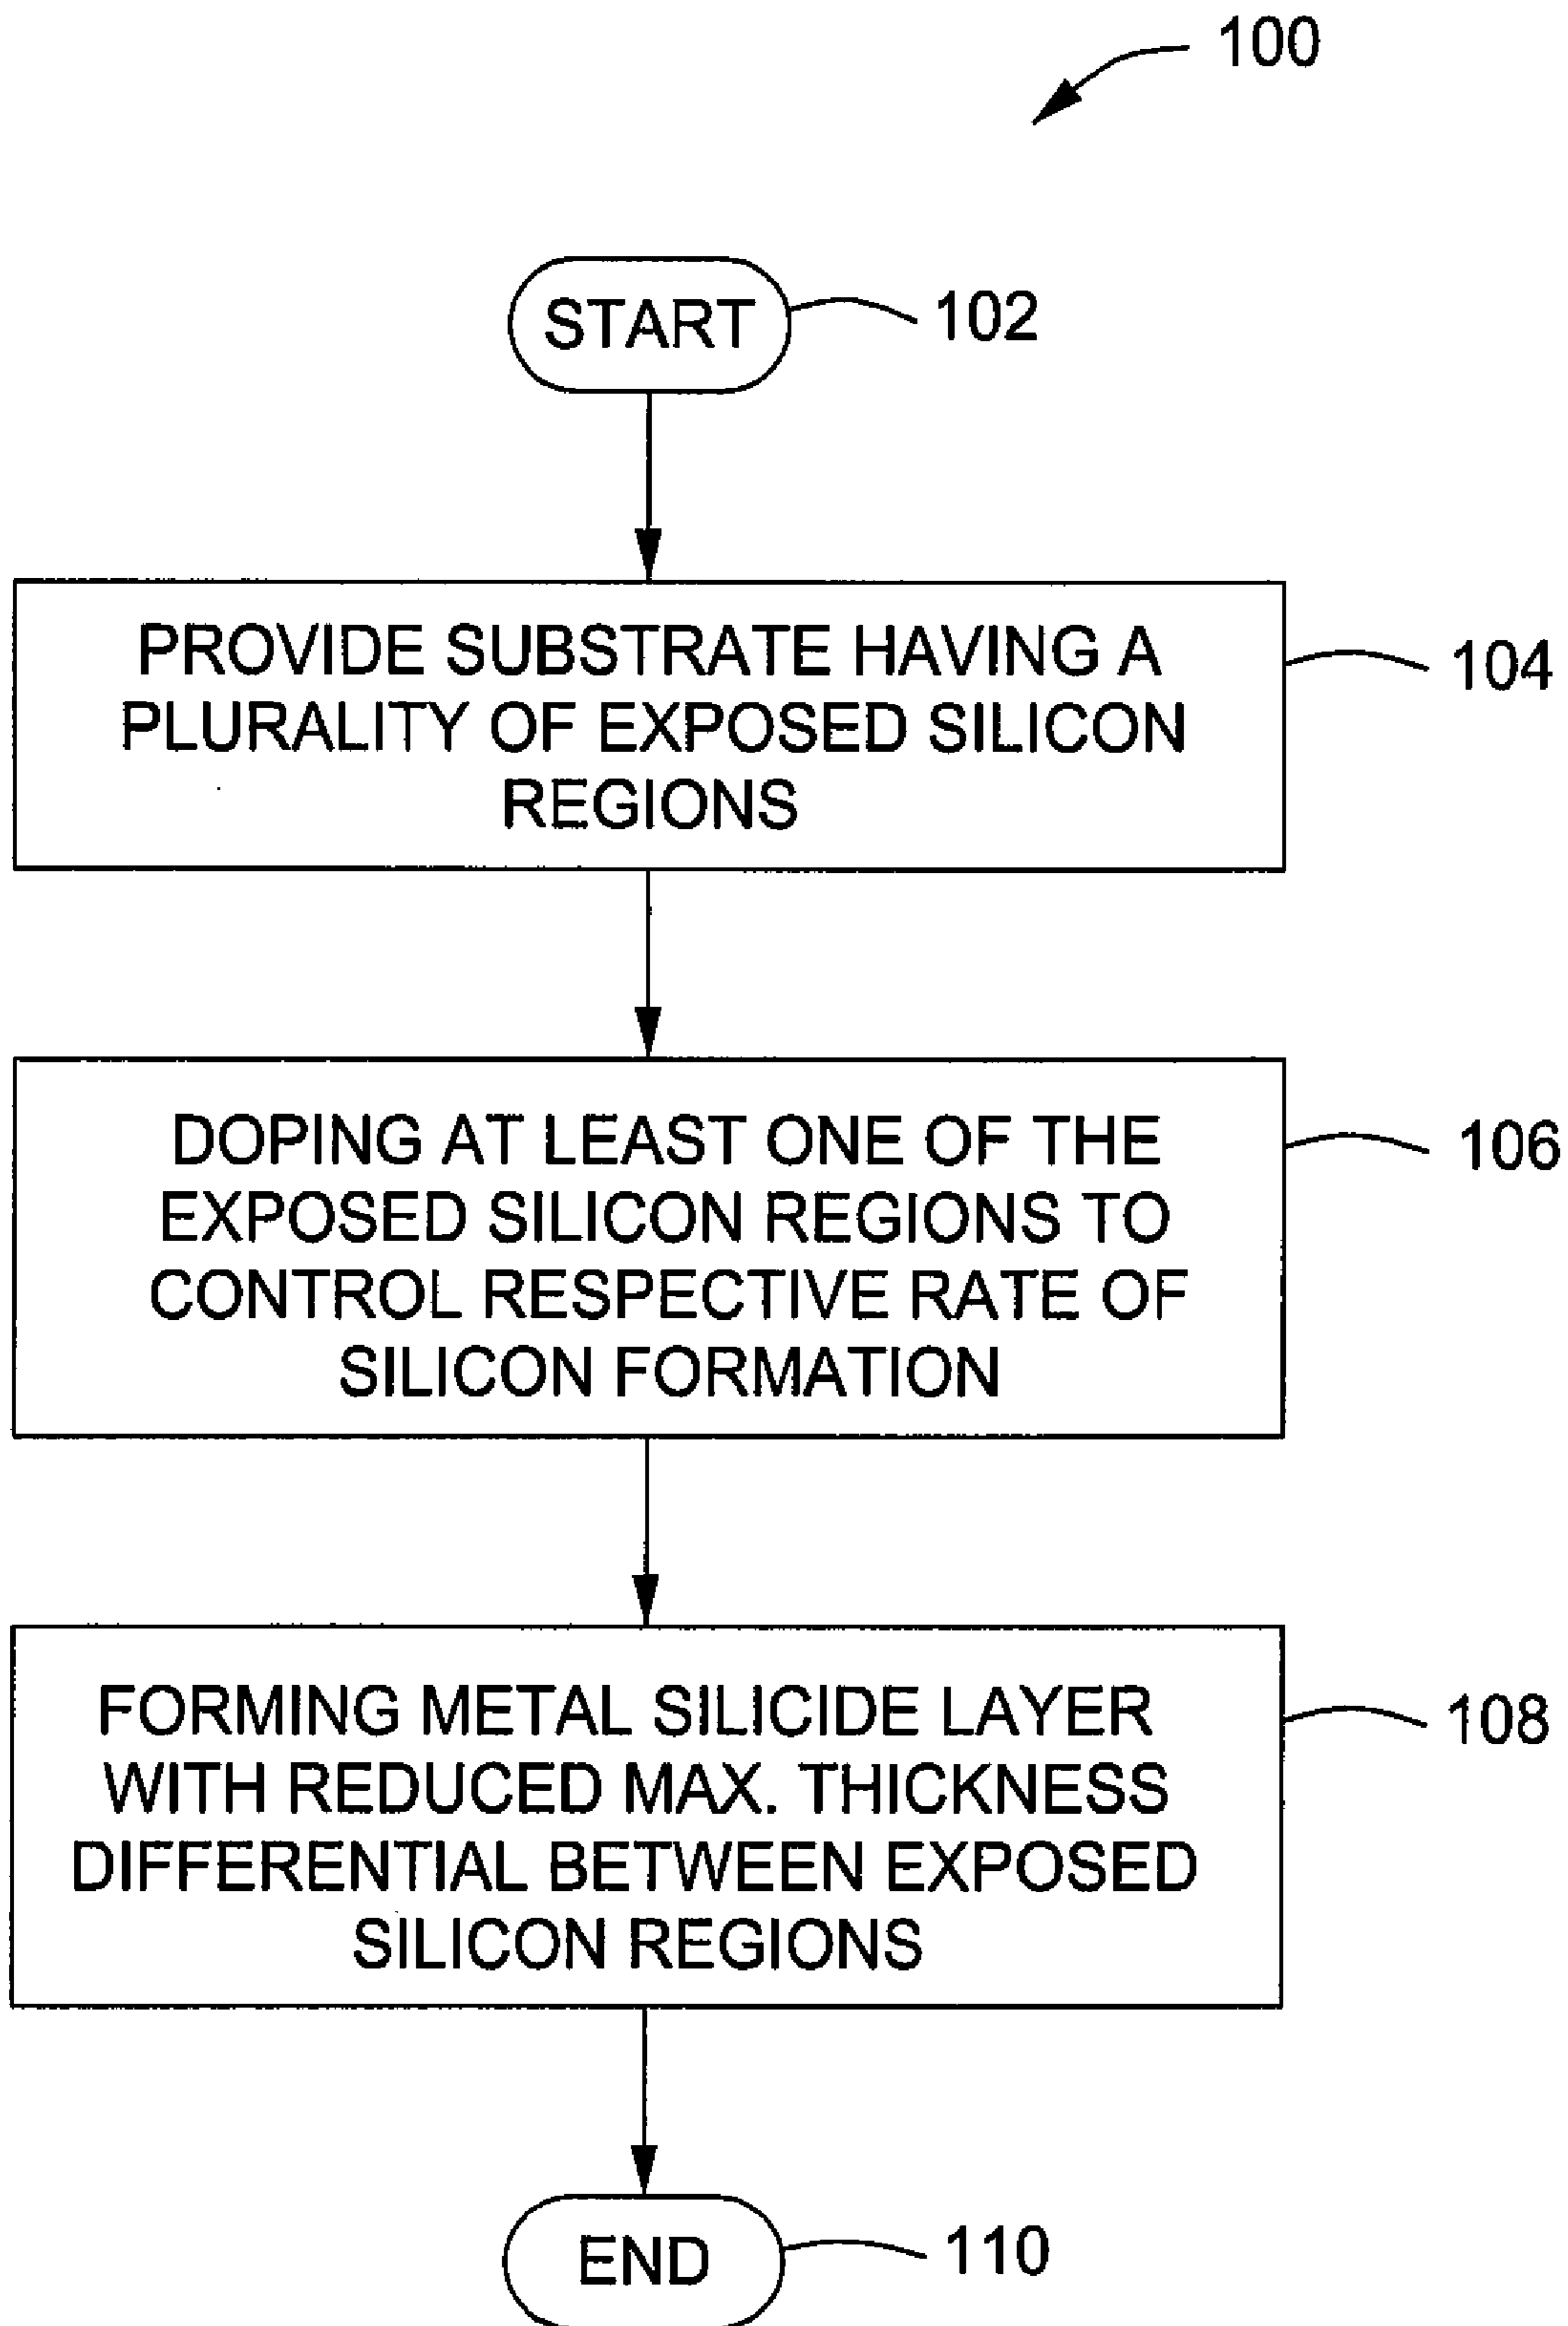 100
START
102
PROVIDE SUBSTRATE HAVING A
PLURALITY OF EXPOSED SILICON
REGIONS
104
DOPING AT LEAST ONE OF THE
EXPOSED SILICON REGIONS TO
CONTROL RESPECTIVE RATE OF
SILICON FORMATION
106
FORMING METAL SILICIDE LAYER
WITH REDUCED MAX. THICKNESS
DIFFERENTIAL BETWEEN EXPOSED
SILICON REGIONS
108
END
110